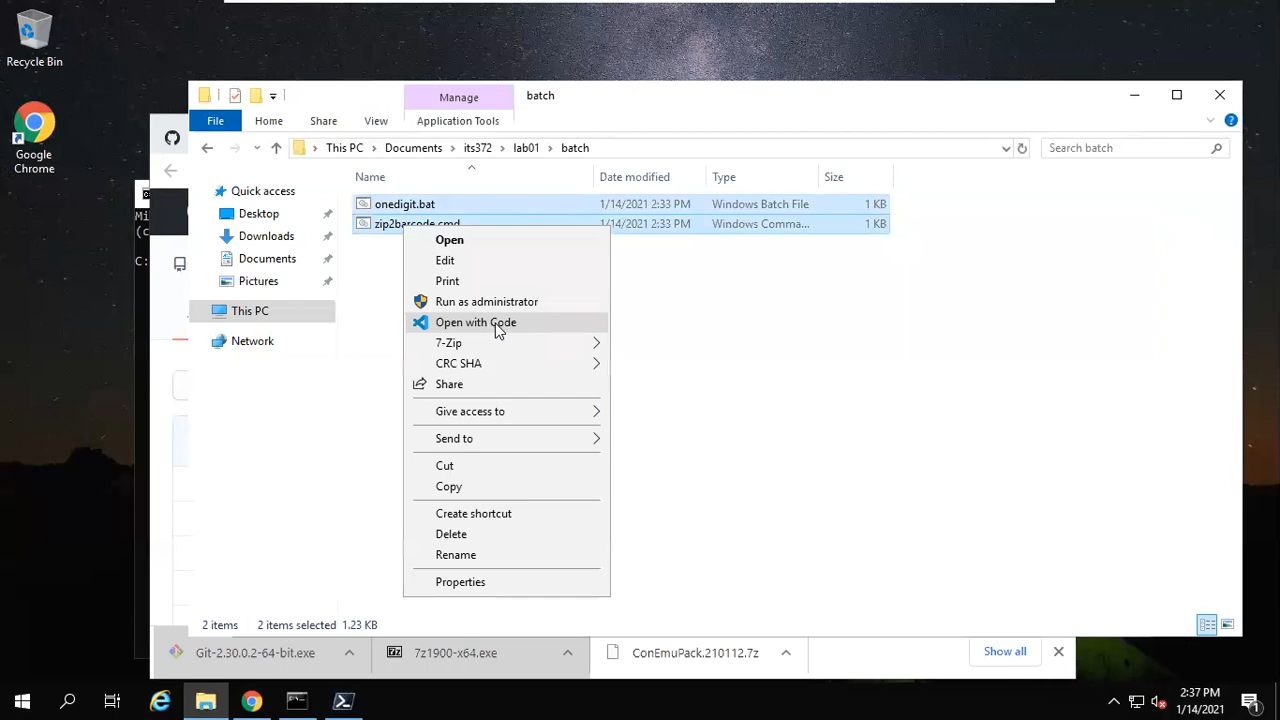 Recycle Bin
Google
Chrome
Manage
batch
File
Home
Share
View
Application Tools
This PC
Documents
its372
lab01
batch
Search batch
Name
Date modified
Type
Size
Quick access
Desktop
Downloads
Documents
Pictures
This PC
Network
onedigit.bat
1/14/2021 2:33 PM
Windows Batch File
1 KB
zip2barcode.cmd
1/14/2021 2:33 PM
Windows Comma...
1 KB
Mi
(c
C:
Open
Edit
Print
Run as administrator
Open with Code
7-Zip
CRC SHA
Share
Give access to
Send to
Cut
Copy
Create shortcut
Delete
Rename
Properties
2 items
2 items selected 1.23 KB
Git-2.30.0.2-64-bit.exe
7z
7z1900-x64.exe
ConEmuPack.210112.7z
Show all
2:37 PM
1/14/2021
1